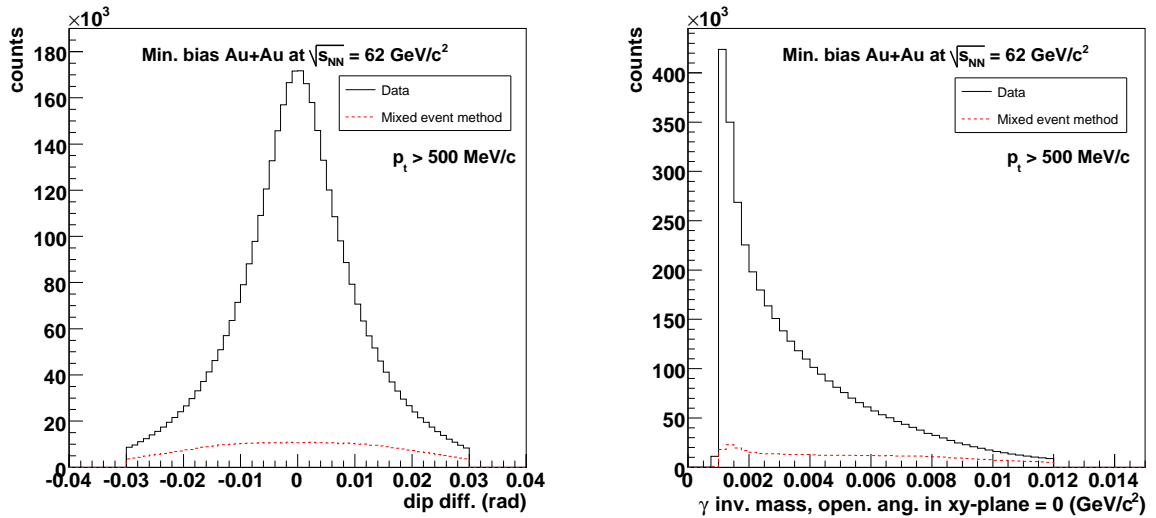 ×10³
Min. bias Au+Au at √s_NN = 62 GeV/c²
Data
Mixed event method
p_t > 500 MeV/c
counts
180
160
140
120
100
80
60
40
20
0
-0.04 -0.03 -0.02 -0.01 0 0.01 0.02 0.03 0.04
dip diff. (rad)
×10³
Min. bias Au+Au at √s_NN = 62 GeV/c²
Data
Mixed event method
p_t > 500 MeV/c
counts
400
350
300
250
200
150
100
50
0
0 0.002 0.004 0.006 0.008 0.01 0.012 0.014
γ inv. mass, open. ang. in xy-plane = 0 (GeV/c²)